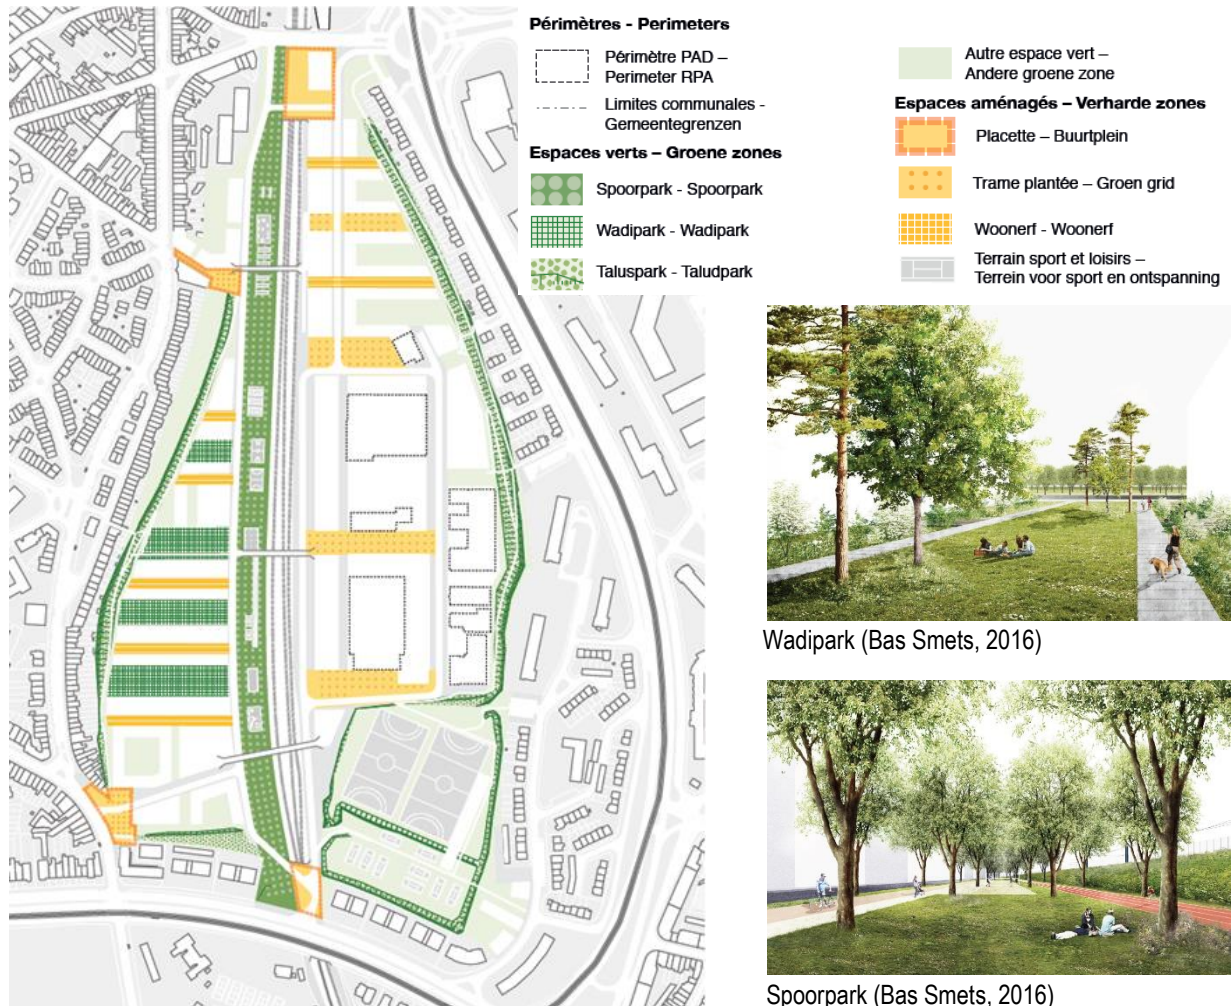 Périmètres - Perimeters
Périmètre PAD –
Perimeter RPA
Limites communales -
Gemeentegrenzen
Espaces verts – Groene zones
Spoorpark - Spoorpark
Wadipark - Wadipark
Taluspark - Taludpark
Autre espace vert –
Andere groene zone
Espaces aménagés – Verharde zones
Placette – Buurtplein
Trame plantée – Groen grid
Woonerf - Woonerf
Terrain sport et loisirs –
Terrein voor sport en ontspanning
Wadipark (Bas Smets, 2016)
Spoorpark (Bas Smets, 2016)